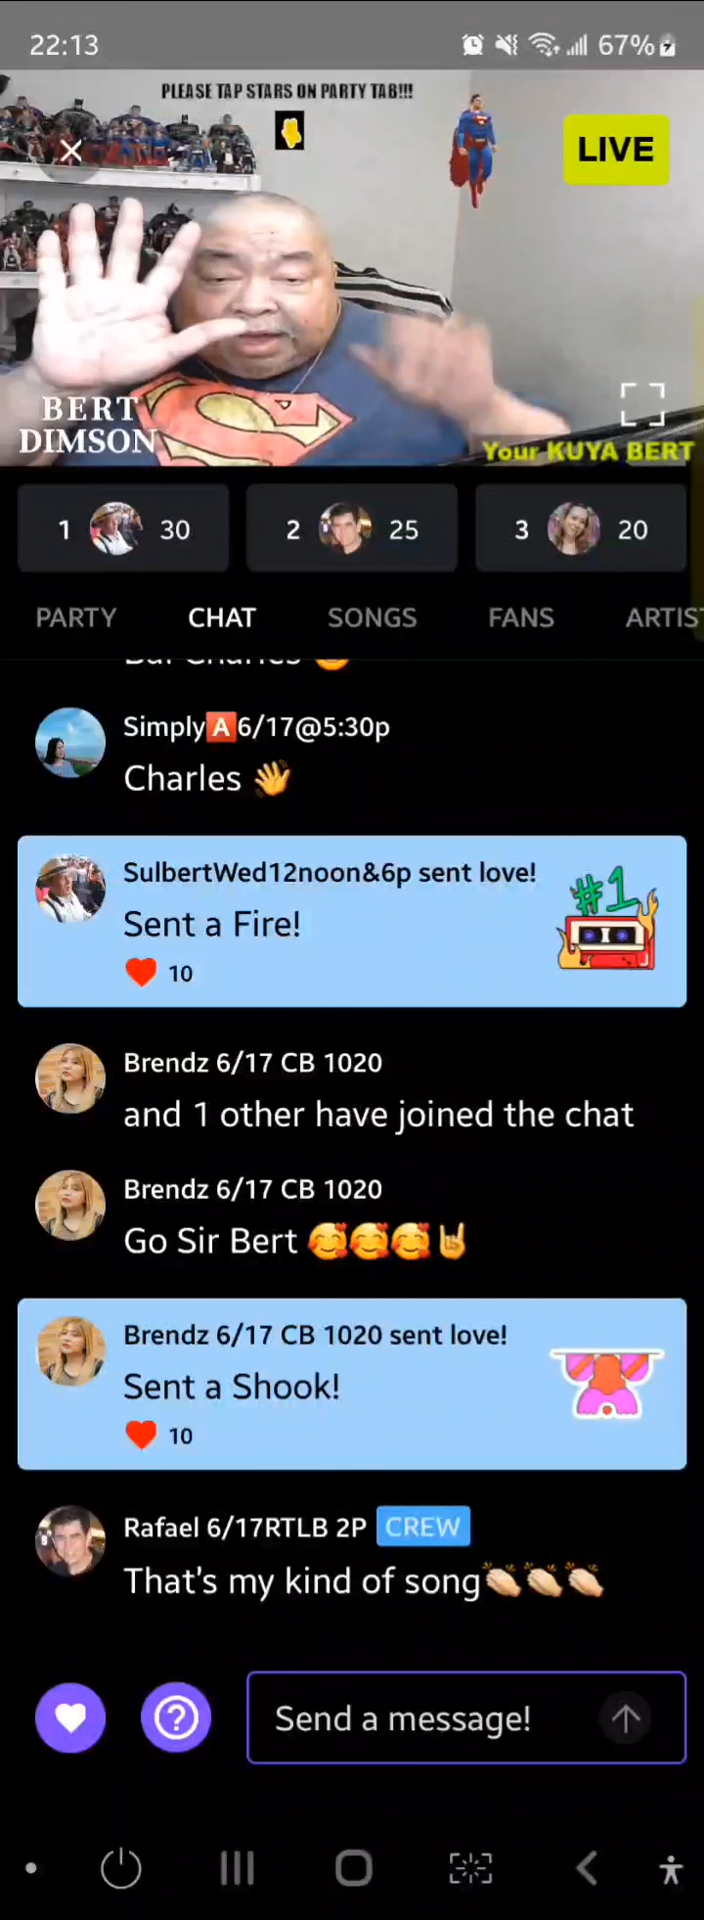 22:13
67%
PLEASE TAP STARS ON PARTY TAB!!!
LIVE
BERT
DIMSON
Your KUYA BERT
1 30
2 25
3 20
PARTY CHAT SONGS FANS ARTIS
Simply🅰6/17@5:30p
Charles 👋
SulbertWed12noon&6p sent love!
Sent a Fire!
#1
❤️ 10
Brendz 6/17 CB 1020
and 1 other have joined the chat
Brendz 6/17 CB 1020
Go Sir Bert 🥰🥰🥰🤘
Brendz 6/17 CB 1020 sent love!
Sent a Shook!
❤️ 10
Rafael 6/17RTLB 2P CREW
That's my kind of song👏👏👏
Send a message!